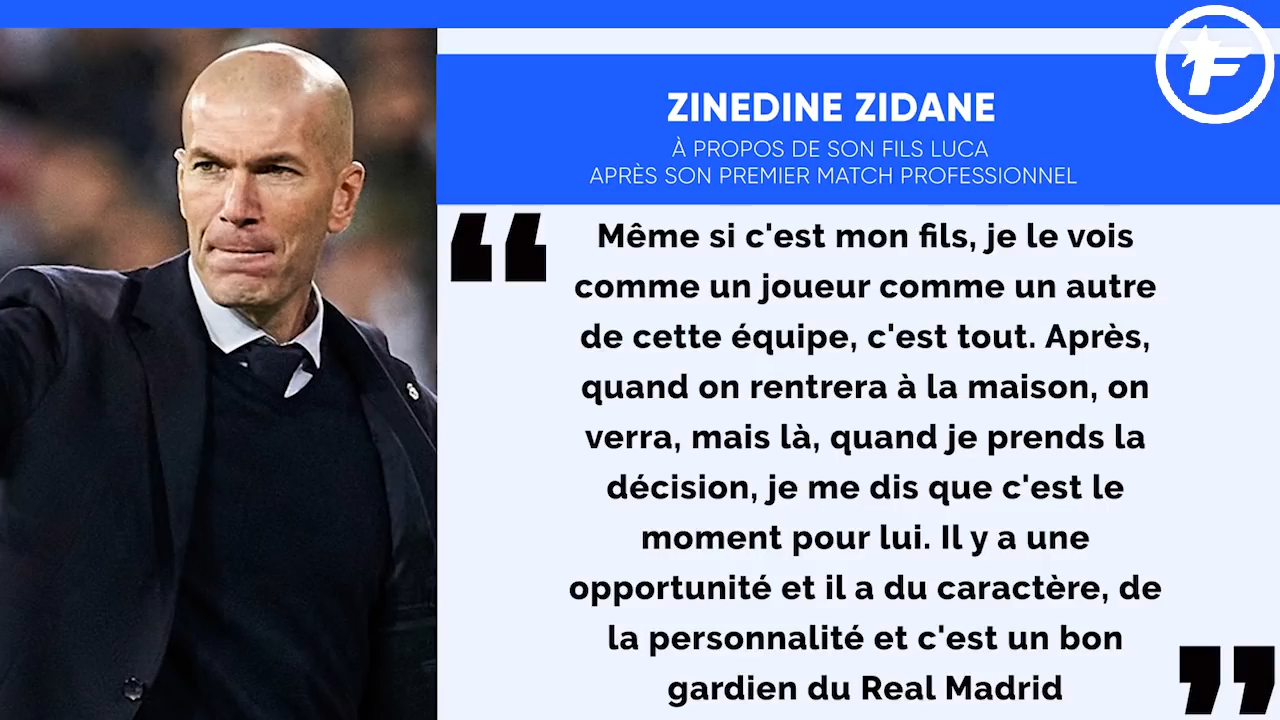 ZINEDINE ZIDANE
À PROPOS DE SON FILS LUCA
APRÈS SON PREMIER MATCH PROFESSIONNEL
“
Même si c'est mon fils, je le vois
comme un joueur comme un autre
de cette équipe, c'est tout. Après,
quand on rentrera à la maison, on
verra, mais là, quand je prends la
décision, je me dis que c'est le
moment pour lui. Il y a une
opportunité et il a du caractère, de
la personnalité et c'est un bon
gardien du Real Madrid
”
F